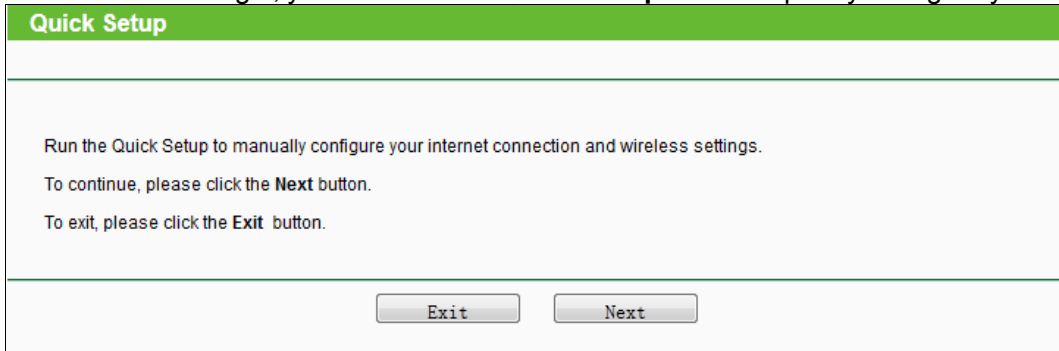 Quick Setup
Run the Quick Setup to manually configure your internet connection and wireless settings.
To continue, please click the Next button.
To exit, please click the Exit button.
Exit Next